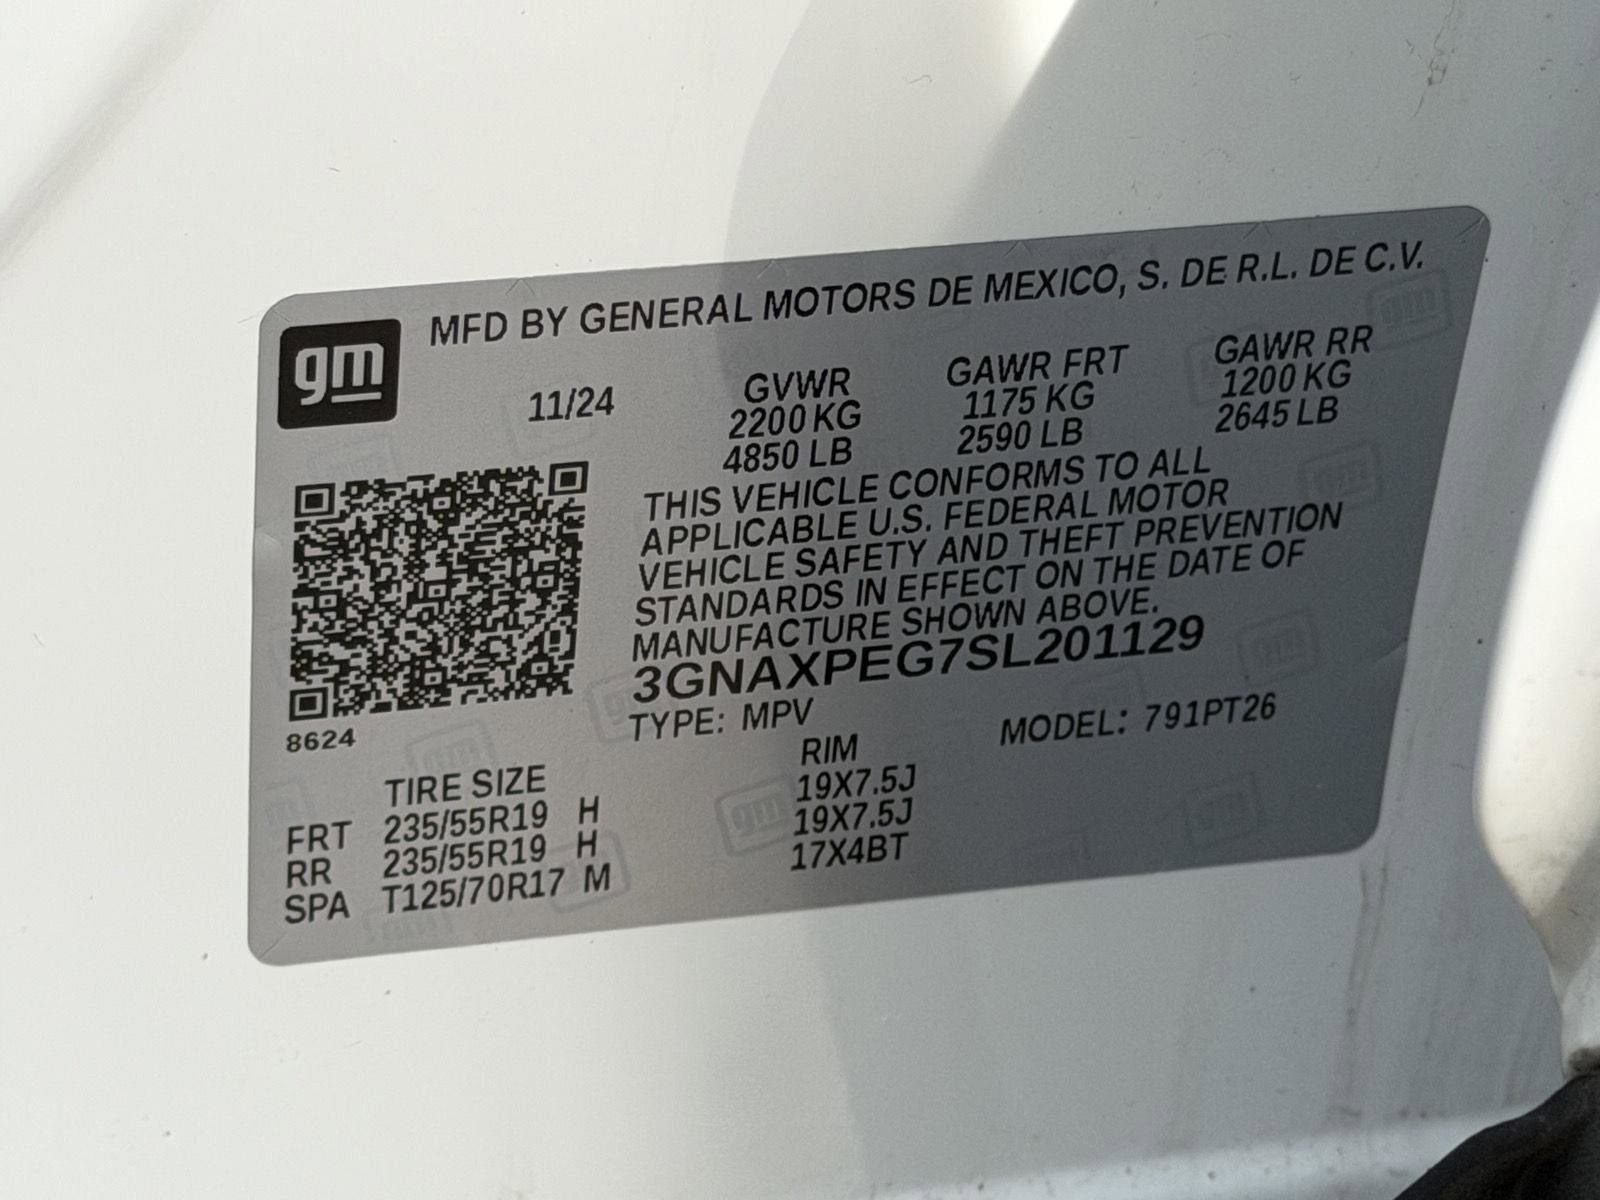 gm
MFD BY GENERAL MOTORS DE MEXICO, S. DE R.L. DE C.V.
11/24 GVWR GAWR FRT GAWR RR
2200 KG 1175 KG 1200 KG
4850 LB 2590 LB 2645 LB
THIS VEHICLE CONFORMS TO ALL
APPLICABLE U.S. FEDERAL MOTOR
VEHICLE SAFETY AND THEFT PREVENTION
STANDARDS IN EFFECT ON THE DATE OF
MANUFACTURE SHOWN ABOVE.
3GNAXPEG7SL201129
TYPE: MPV MODEL: 791PT26
8624
TIRE SIZE RIM
FRT 235/55R19 H 19X7.5J
RR 235/55R19 H 19X7.5J
SPA T125/70R17 M 17X4BT